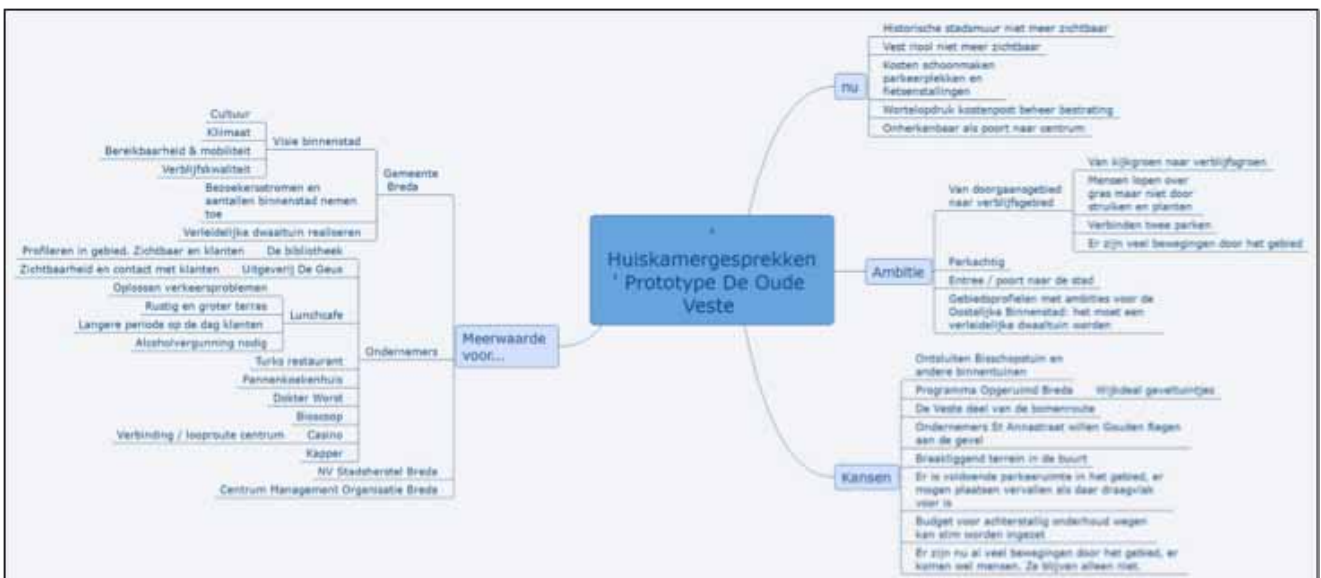 '
Huiskamergesprekken
' Prototype De Oude
Veste
nu
Historische stadsmuur niet meer zichtbaar
Vest riool niet meer zichtbaar
Kosten schoonmaken
parkeerplekken en
fietsenstallingen
Wortelopdruk kostenpost beheer bestrating
Onherkenbaar als poort naar centrum
Ambitie
Van doorgaansgebied
naar verblijfsgebied
Van kijkgroen naar verblijfsgroen
Mensen lopen over
gras maar niet door
struiken en planten
Verbinden twee parken
Er zijn veel bewegingen door het gebied
Parkachtig
Entree / poort naar de stad
Gebiedsprofielen met ambities voor de
Oostelijke Binnenstad: het moet een
verleidelijke dwaaltuin worden
Kansen
Ontsluiten Bisschopstuin en
andere binnentuinen
Programma Opgeruimd Breda
Wijkdeal geveltuintjes
De Veste deel van de bomenroute
Ondernemers St Annastraat willen Gouden Regen
aan de gevel
Braakliggend terrein in de buurt
Er is voldoende parkeerruimte in het gebied, er
mogen plaatsen vervallen als daar draagvlak
voor is
Budget voor achterstallig onderhoud wegen
kan slim worden ingezet
Er zijn nu al veel bewegingen door het gebied, er
komen wel mensen. Ze blijven alleen niet.
Meerwaarde
voor...
Gemeente
Breda
Visie binnenstad
Cultuur
Klimaat
Bereikbaarheid & mobiliteit
Verblijfskwaliteit
Bezoekersstromen en
aantallen binnenstad nemen
toe
Verleidelijke dwaaltuin realiseren
Ondernemers
De bibliotheek
Profileren in gebied. Zichtbaar en klanten
Uitgeverij De Geus
Zichtbaarheid en contact met klanten
Lunchcafe
Oplossen verkeersproblemen
Rustig en groter terras
Langere periode op de dag klanten
Alcoholvergunning nodig
Turks restaurant
Pannenkoekenhuis
Dokter Worst
Bioscoop
Casino
Verbinding / looproute centrum
Kapper
NV Stadsherstel Breda
Centrum Management Organisatie Breda